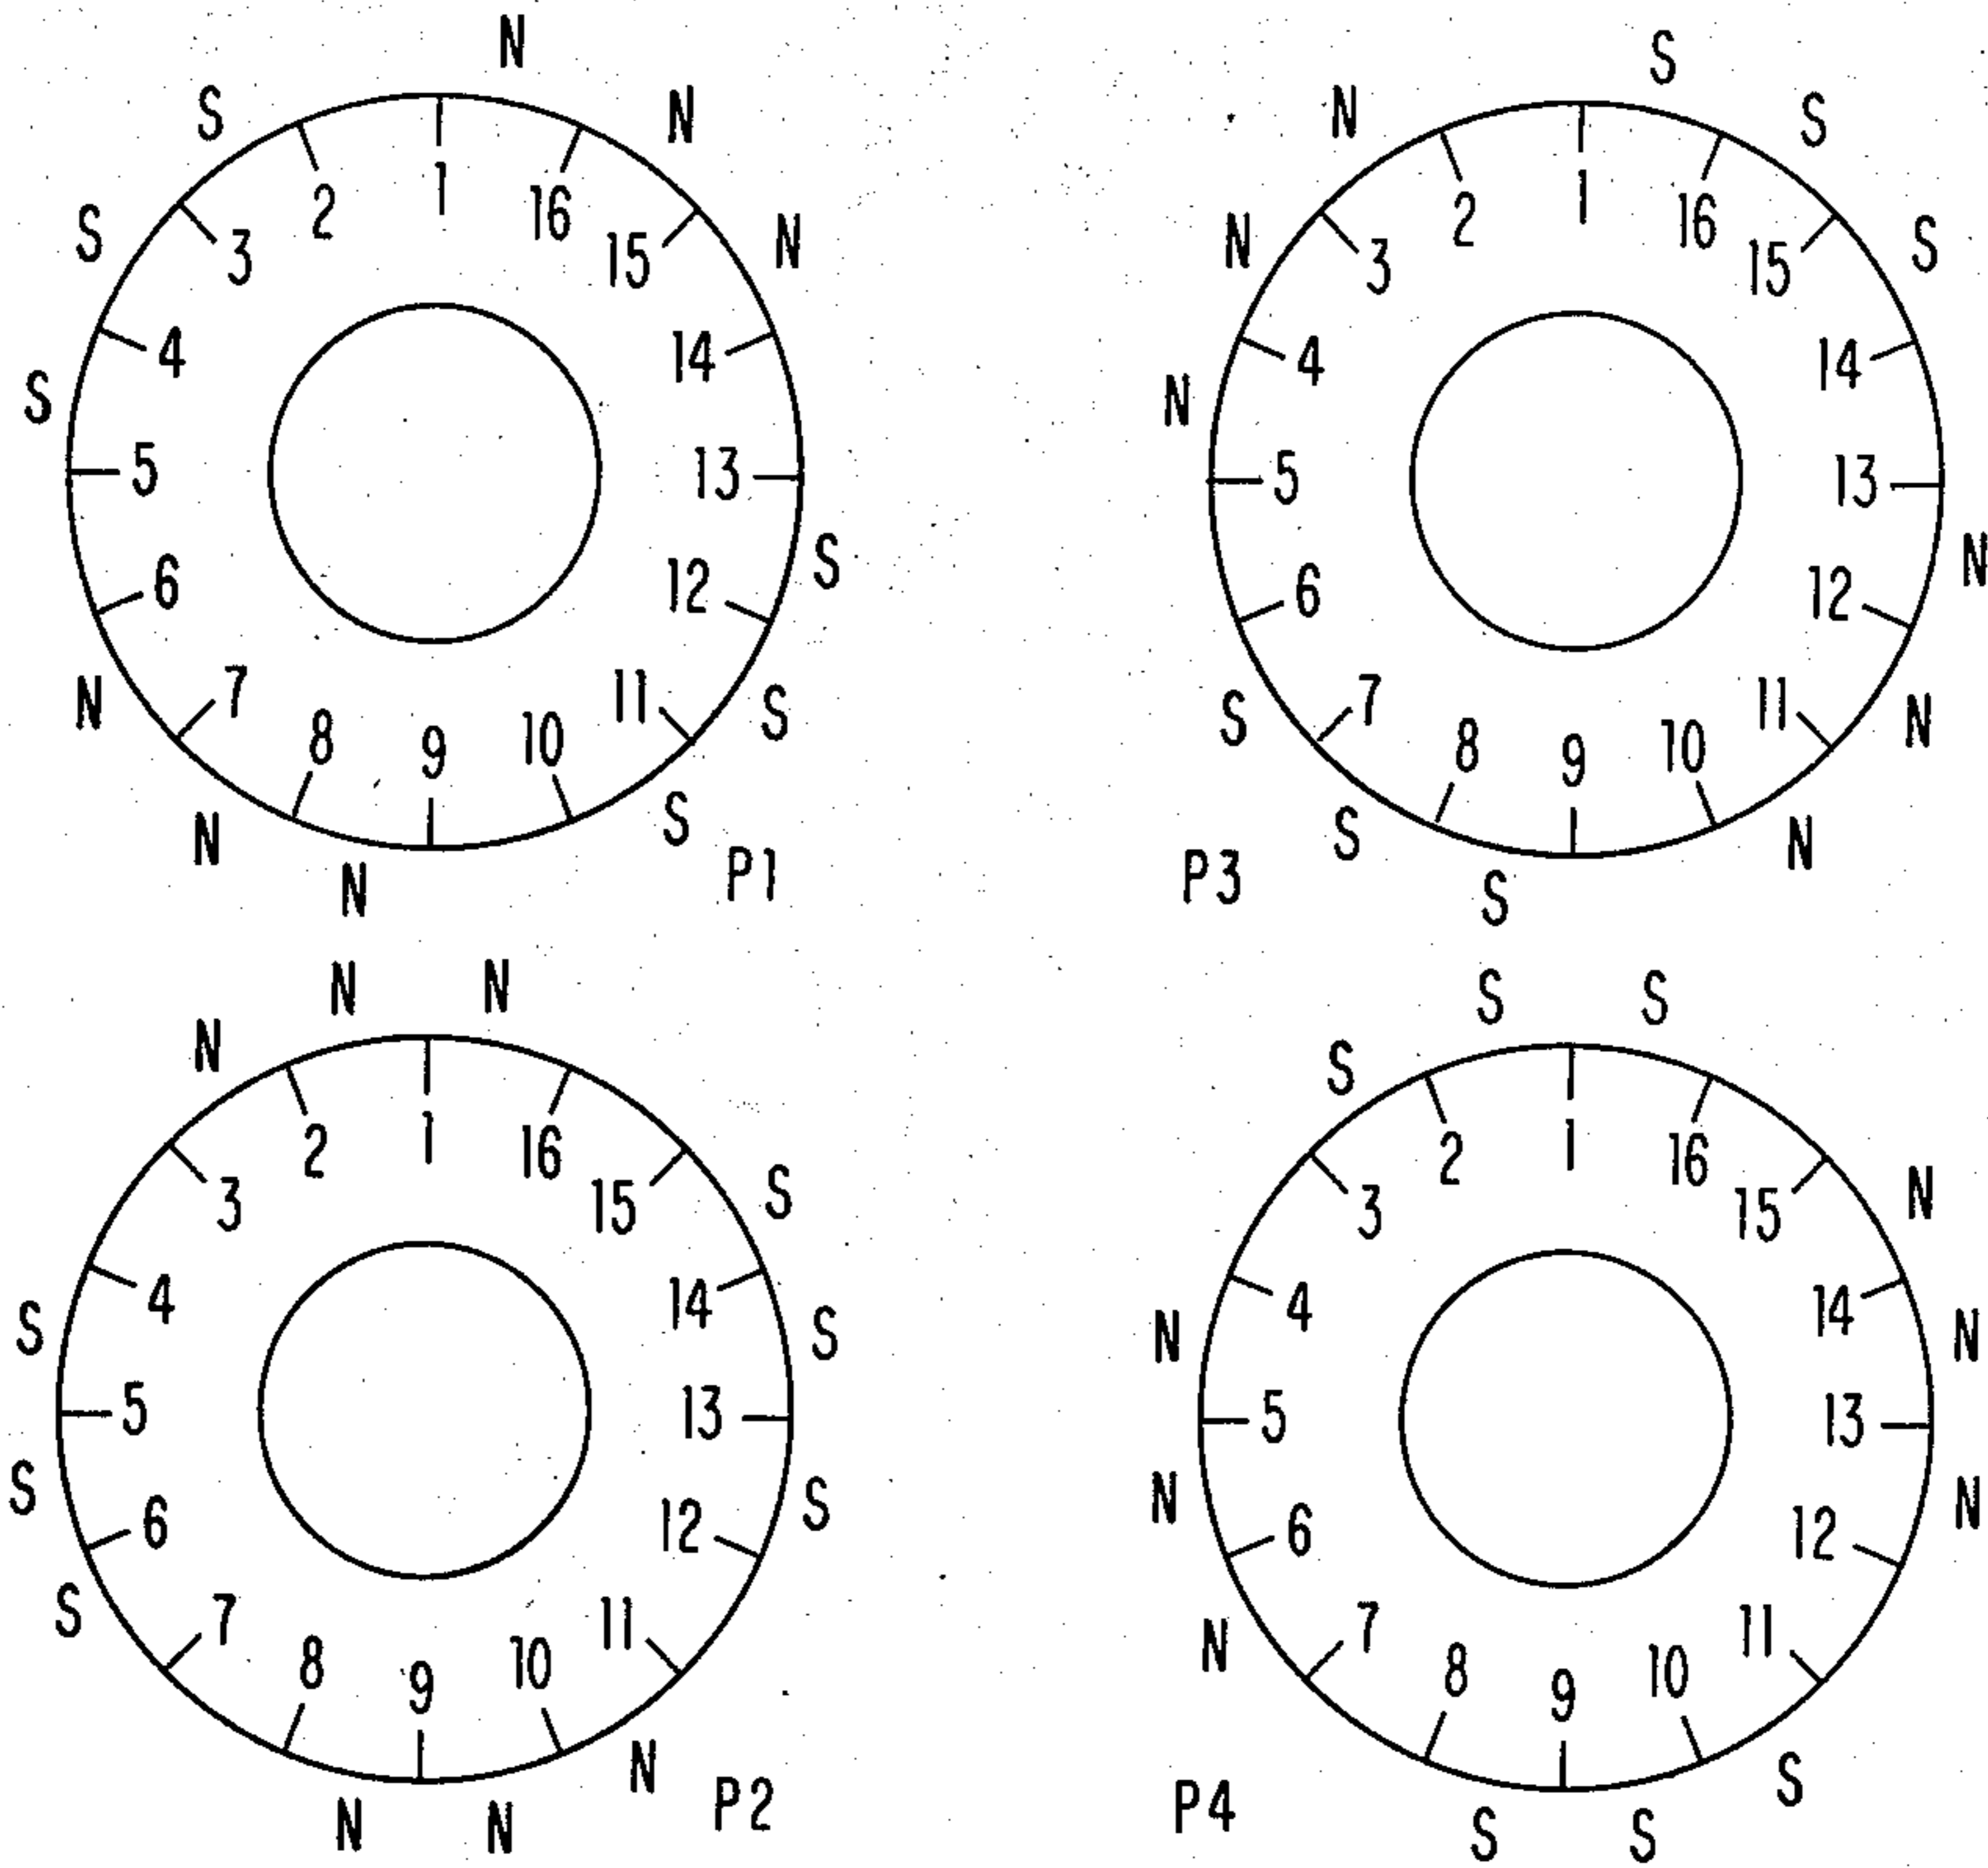 N
S N
2 1 16
S 3 15 N
4 14
S
5 13
6 12 S
N 7 11 S
8 9 10
N S
N P1
S
N S
2 1 16
N 3 15 S
4 14
N
5 13
6 12 N
S 7 11 N
8 9 10
S N
P3 S
N N
N
2 1 16
3 15 S
S 4 14 S
5 13
S 6 12 S
S 7 11
8 9 10
N
N N P2
S S
S
2 1 16
3 15 N
N 4 14 N
5 13
N 6 12 N
N 7 11
8 9 10
S
P4 S S